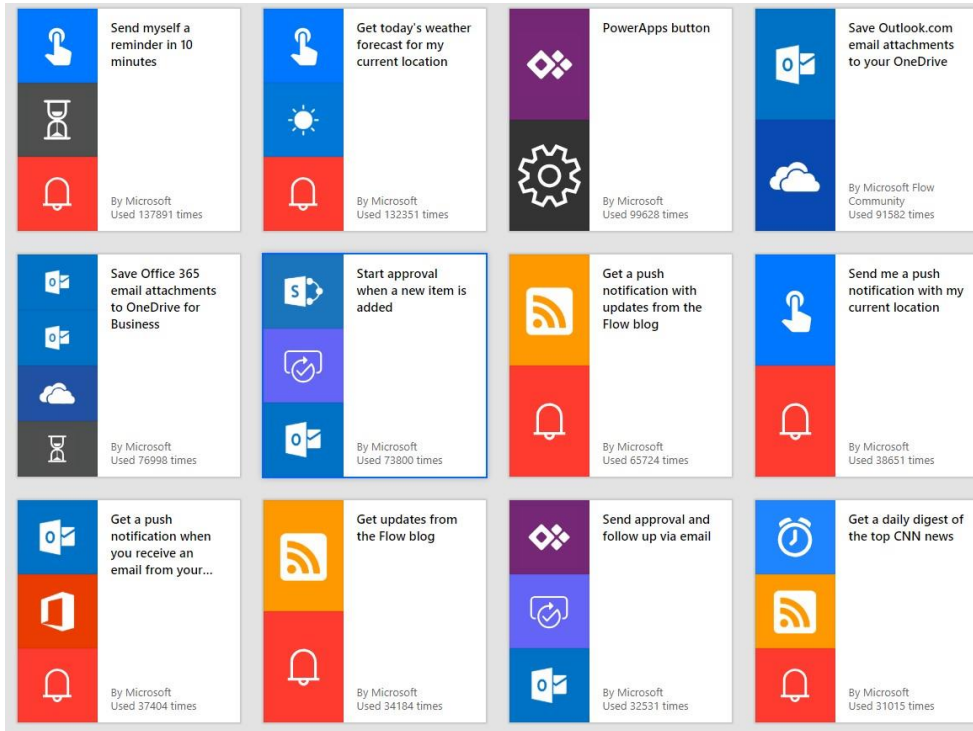 Send myself a
reminder in 10
minutes
By Microsoft
Used 137891 times
Get today's weather
forecast for my
current location
By Microsoft
Used 132351 times
PowerApps button
By Microsoft
Used 99628 times
Save Outlook.com
email attachments
to your OneDrive
By Microsoft Flow
Community
Used 91582 times
Save Office 365
email attachments
to OneDrive for
Business
By Microsoft
Used 76998 times
Start approval
when a new item is
added
By Microsoft
Used 73800 times
Get a push
notification with
updates from the
Flow blog
By Microsoft
Used 65724 times
Send me a push
notification with my
current location
By Microsoft
Used 38651 times
Get a push
notification when
you receive an
email from your...
By Microsoft
Used 37404 times
Get updates from
the Flow blog
By Microsoft
Used 34184 times
Send approval and
follow up via email
By Microsoft
Used 32531 times
Get a daily digest of
the top CNN news
By Microsoft
Used 31015 times